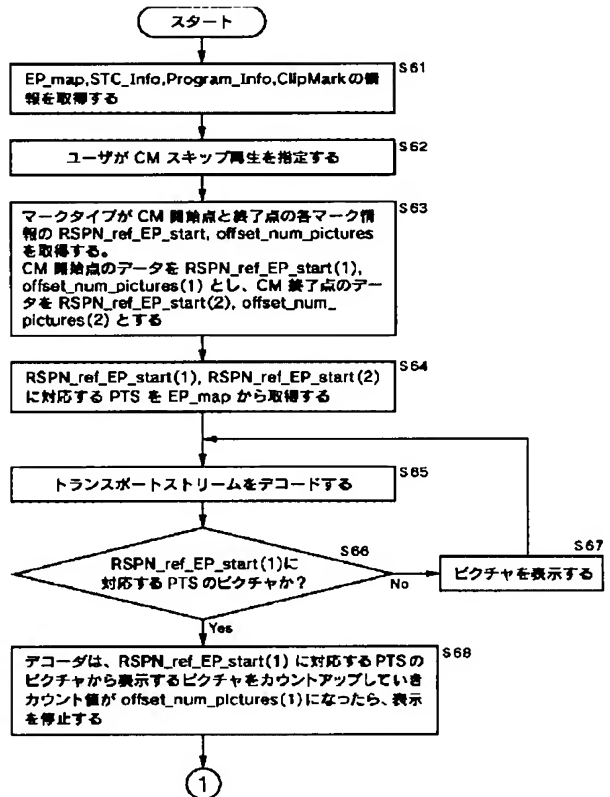 スタート
S61
EP_map,STC_Info,Program_Info,ClipMarkの情
報を取得する
S62
ユーザが CM スキップ再生を指定する
S63
マークタイプが CM 開始点と終了点の各マーク情
報の RSPN_ref_EP_start, offset_num_pictures
を取得する。
CM 開始点のデータを RSPN_ref_EP_start(1),
offset_num_pictures(1) とし、CM 終了点のデー
タを RSPN_ref_EP_start(2), offset_num_
pictures(2) とする
S64
RSPN_ref_EP_start(1), RSPN_ref_EP_start(2)
に対応する PTS を EP_map から取得する
S65
トランスポートストリームをデコードする
S66
RSPN_ref_EP_start(1)に
対応する PTS のピクチャか？
No
S67
ピクチャを表示する
Yes
S68
デコーダは、RSPN_ref_EP_start(1) に対応する PTS の
ピクチャから表示するピクチャをカウントアップしていき
カウント値が offset_num_pictures(1)になったら、表示
を停止する
1